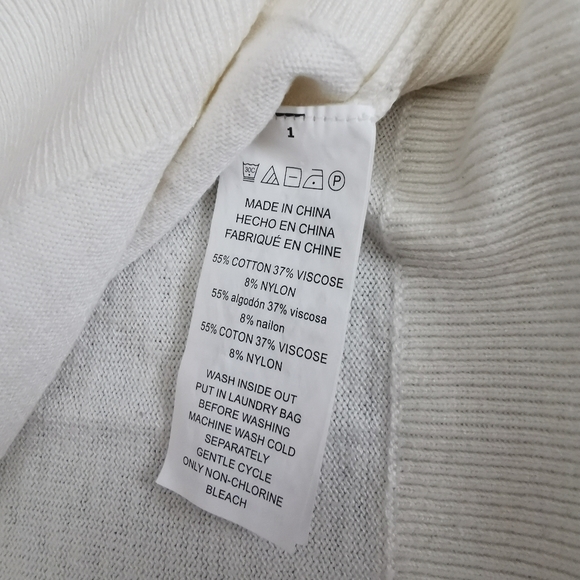 1
30C P
MADE IN CHINA
HECHO EN CHINA
FABRIQUÉ EN CHINE
55% COTTON 37% VISCOSE
8% NYLON
55% algodón 37% viscosa
8% nailon
55% COTON 37% VISCOSE
8% NYLON
WASH INSIDE OUT
PUT IN LAUNDRY BAG
BEFORE WASHING
MACHINE WASH COLD
SEPARATELY
GENTLE CYCLE
ONLY NON-CHLORINE
BLEACH